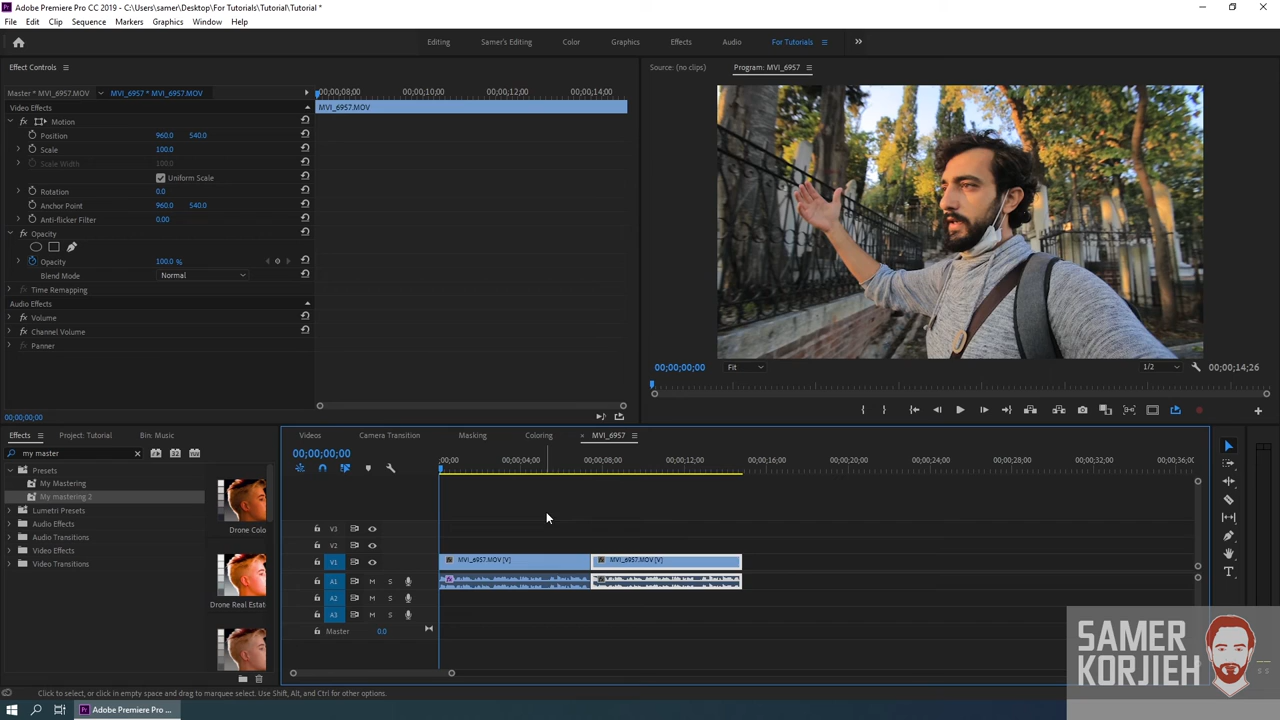 Adobe Premiere Pro CC 2019 - C:\Users\samer\Desktop\For Tutorials\Tutorial\Tutorial *
File Edit Clip Sequence Markers Graphics Window Help
Editing Samer's Editing Color Graphics Effects Audio For Tutorials
Effect Controls
Source: (no clips) Program: MVI_6957
Master * MVI_6957.MOV MVI_6957 * MVI_6957.MOV
00;00;08;00 00;00;10;00 00;00;12;00 00;00;14;00
Video Effects
MVI_6957.MOV
fx Motion
Position 960.0 540.0
Scale 100.0
Scale Width 100.0
Uniform Scale
Rotation 0.0
Anchor Point 960.0 540.0
Anti-flicker Filter 0.00
fx Opacity
Opacity 100.0 %
Blend Mode Normal
Time Remapping
Audio Effects
fx Volume
fx Channel Volume
Panner
00;00;00;00 Fit 1/2 00;00;14;26
00;00;00;00
Effects Project: Tutorial Bin: Music
my master
Presets
My Mastering
My mastering 2
Lumetri Presets
Audio Effects
Audio Transitions
Video Effects
Video Transitions
Drone Colo
Drone Real Estat
Videos Camera Transition Masking Coloring MVI_6957
00;00;00;00
;00;00 00;00;04;00 00;00;08;00 00;00;12;00 00;00;16;00 00;00;20;00 00;00;24;00 00;00;28;00 00;00;32;00 00;00;36;00
V3
V2
V1 MVI_6957.MOV [V] MVI_6957.MOV [V]
A1 M S
A2 M S
A3 M S
Master 0.0
Click to select, or click in empty space and drag to marquee select. Use Shift, Alt, and Ctrl for other options.
S S
Adobe Premiere Pro ...
SAMER
KORJIEH